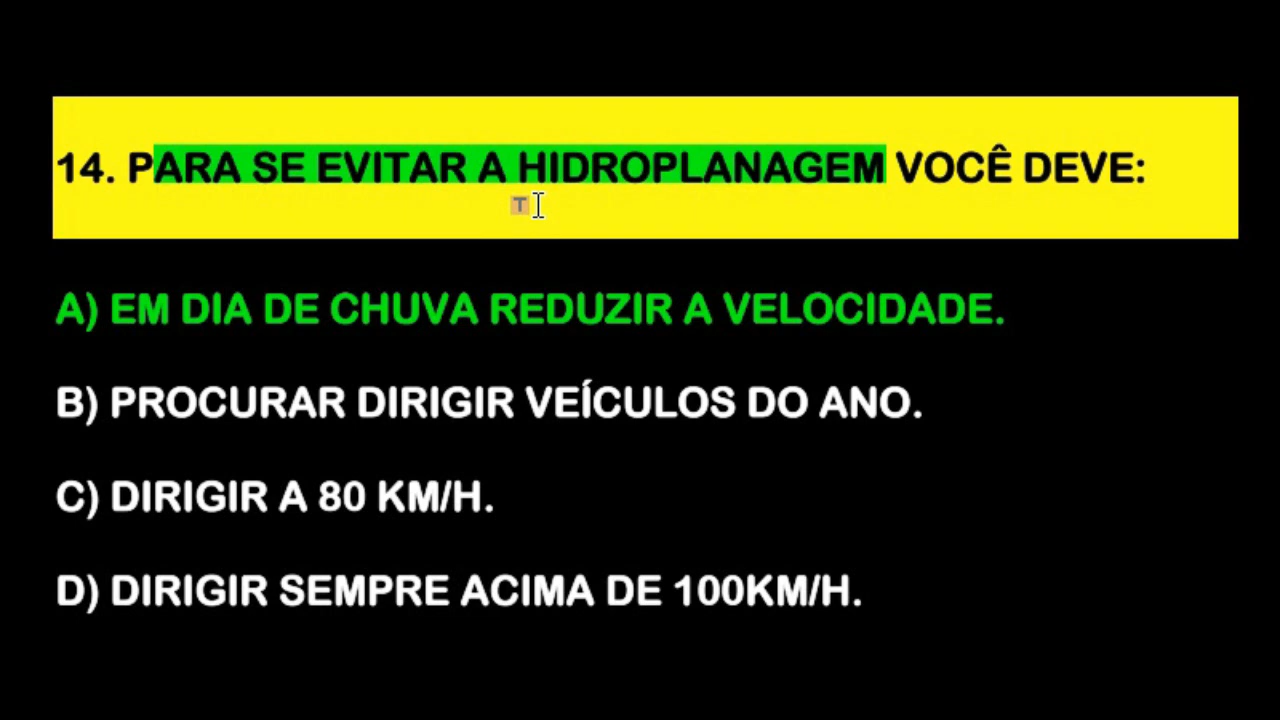 14. PARA SE EVITAR A HIDROPLANAGEM VOCÊ DEVE:
T
A) EM DIA DE CHUVA REDUZIR A VELOCIDADE.
B) PROCURAR DIRIGIR VEÍCULOS DO ANO.
C) DIRIGIR A 80 KM/H.
D) DIRIGIR SEMPRE ACIMA DE 100KM/H.